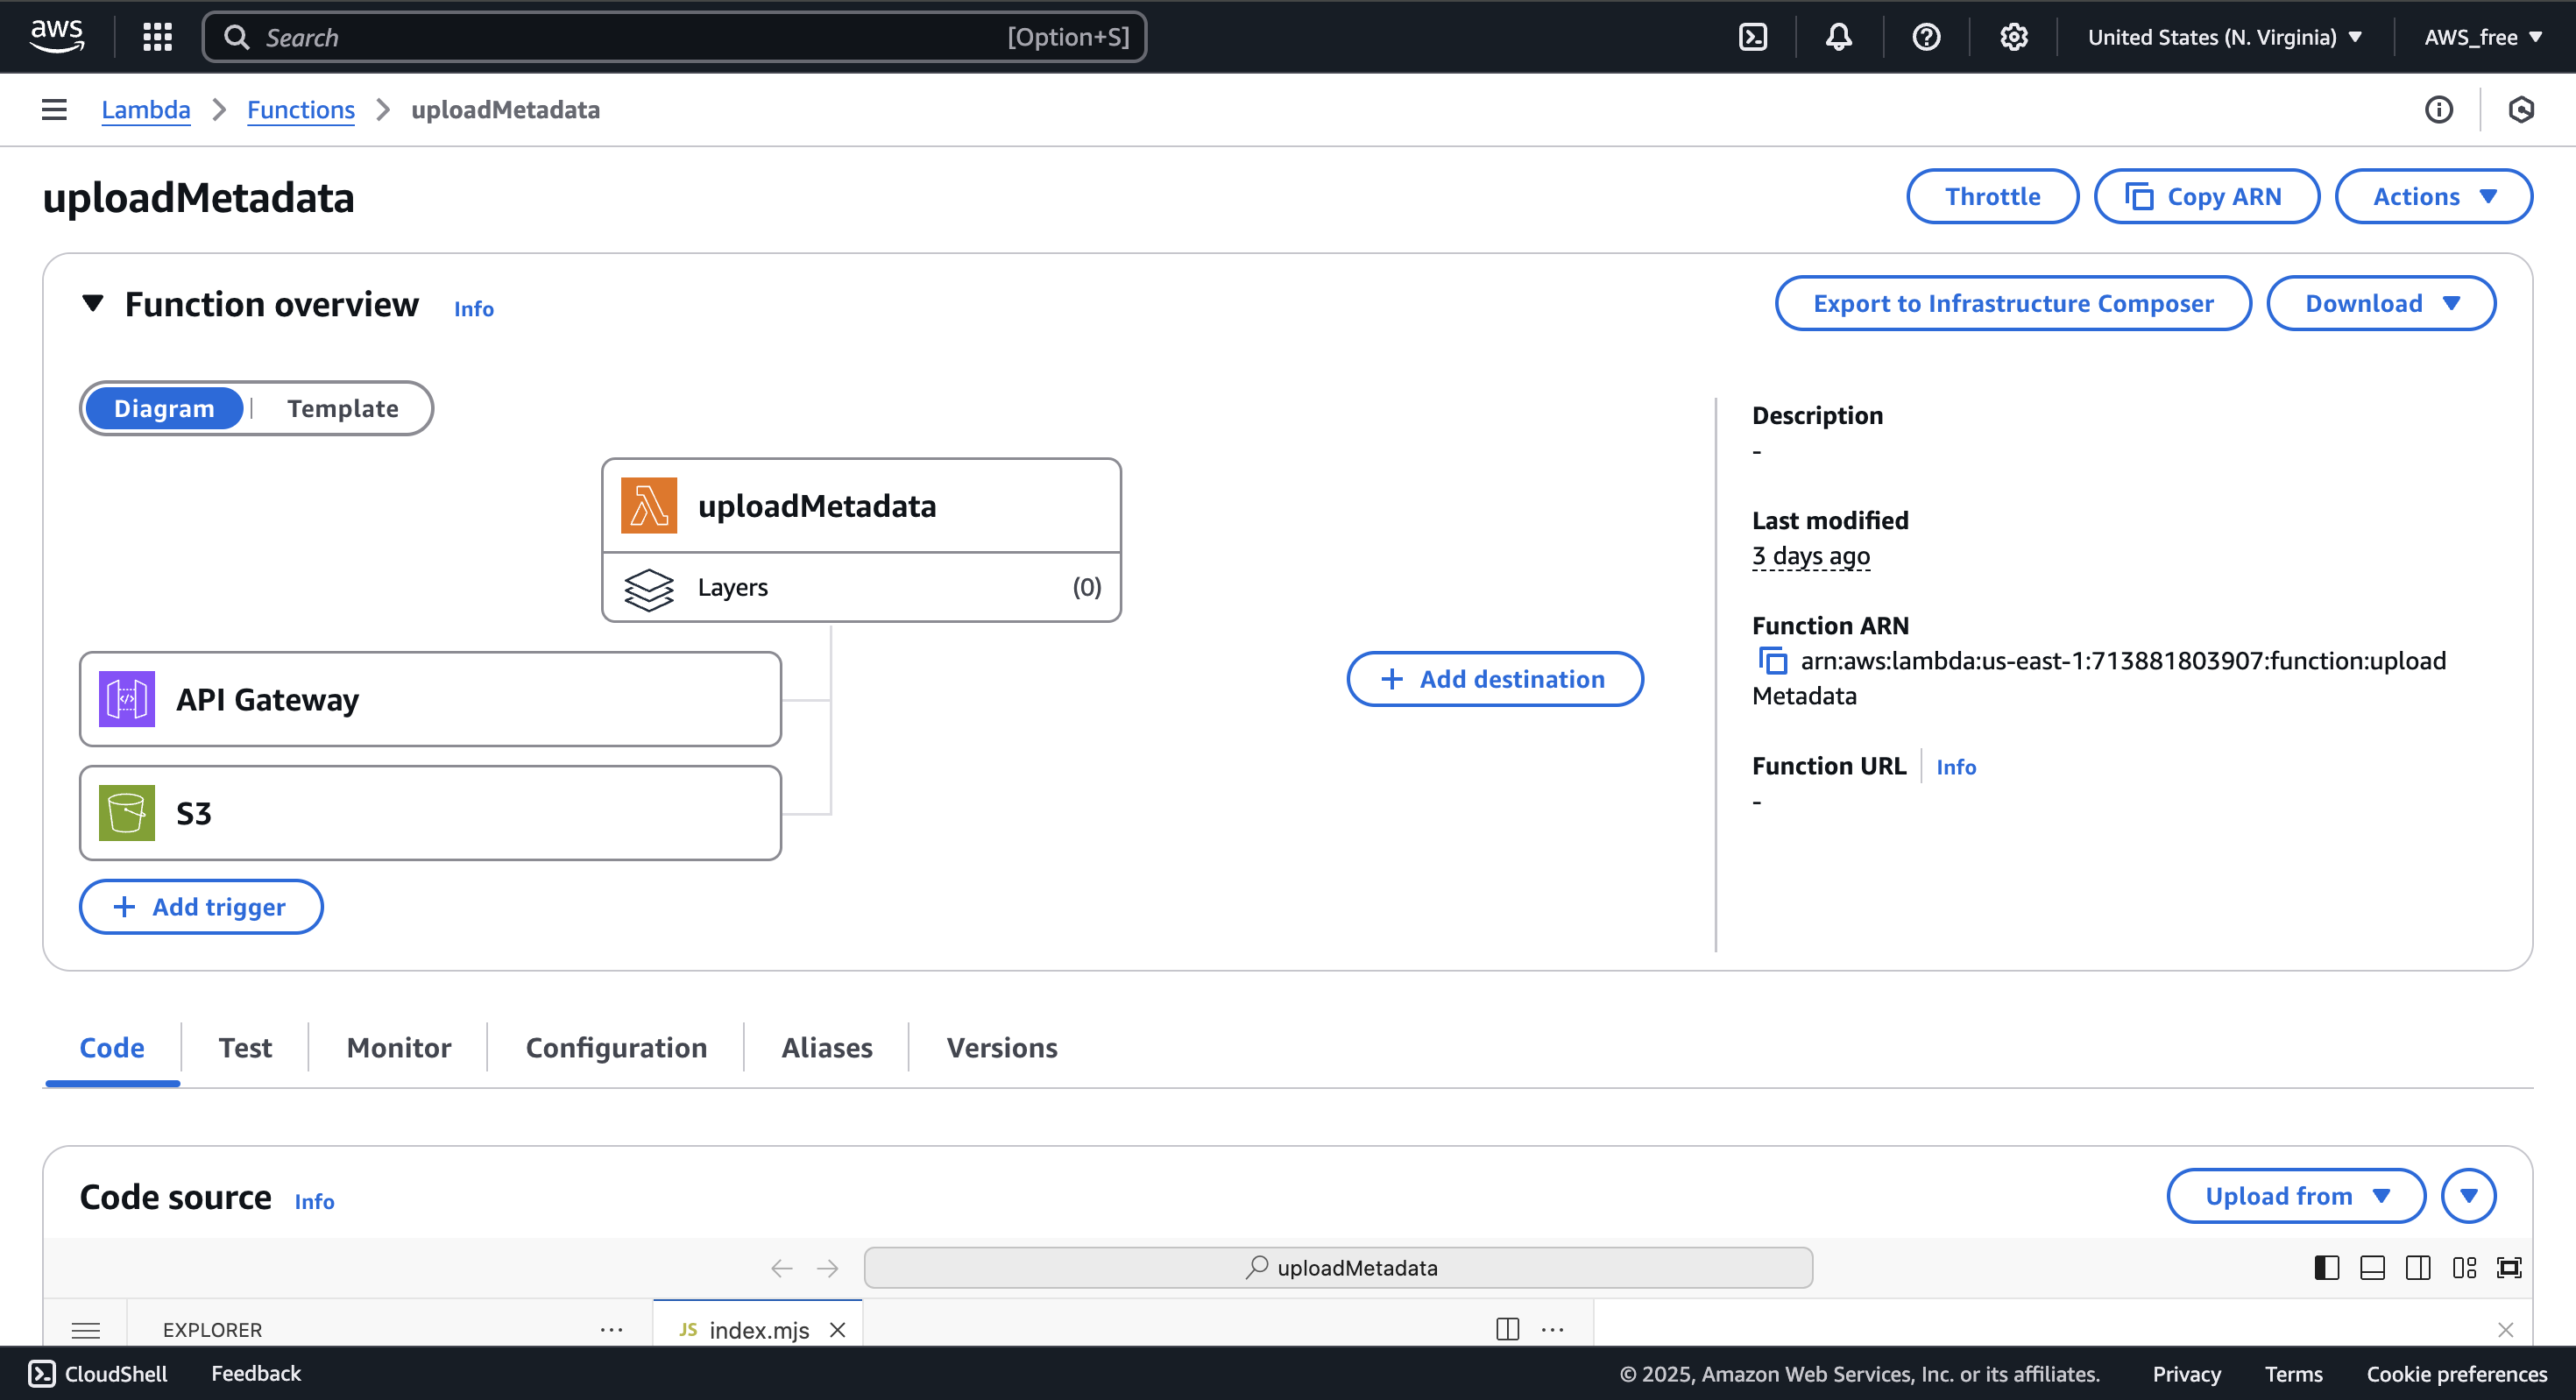 aws
Search [Option+S]
United States (N. Virginia)
AWS_free
Lambda
Functions
uploadMetadata
uploadMetadata
Throttle
Copy ARN
Actions
Function overview
Info
Export to Infrastructure Composer
Download
Diagram
Template
uploadMetadata
Layers (0)
API Gateway
S3
Add trigger
Add destination
Description
-
Last modified
3 days ago
Function ARN
arn:aws:lambda:us-east-1:713881803907:function:upload
Metadata
Function URL Info
-
Code
Test
Monitor
Configuration
Aliases
Versions
Code source
Info
Upload from
uploadMetadata
EXPLORER
JS index.mjs
CloudShell
Feedback
© 2025, Amazon Web Services, Inc. or its affiliates.
Privacy
Terms
Cookie preferences